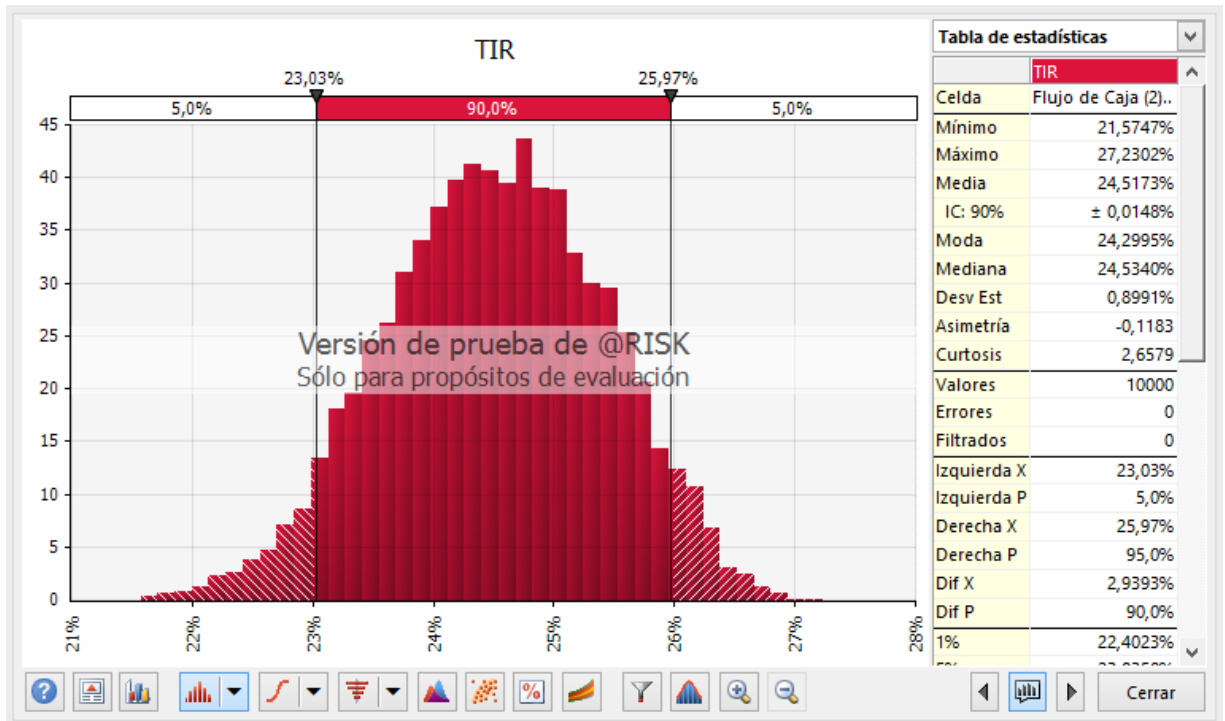 TIR
23,03%
25,97%
5,0%
90,0%
5,0%
45
40
35
30
25
20
15
10
5
0
21%
22%
23%
24%
25%
26%
27%
28%
Versión de prueba de @RISK
Sólo para propósitos de evaluación
Tabla de estadísticas
TIR
Celda Flujo de Caja (2)..
Mínimo 21,5747%
Máximo 27,2302%
Media 24,5173%
IC: 90% ± 0,0148%
Moda 24,2995%
Mediana 24,5340%
Desv Est 0,8991%
Asimetría -0,1183
Curtosis 2,6579
Valores 10000
Errores 0
Filtrados 0
Izquierda X 23,03%
Izquierda P 5,0%
Derecha X 25,97%
Derecha P 95,0%
Dif X 2,9393%
Dif P 90,0%
1% 22,4023%
Cerrar